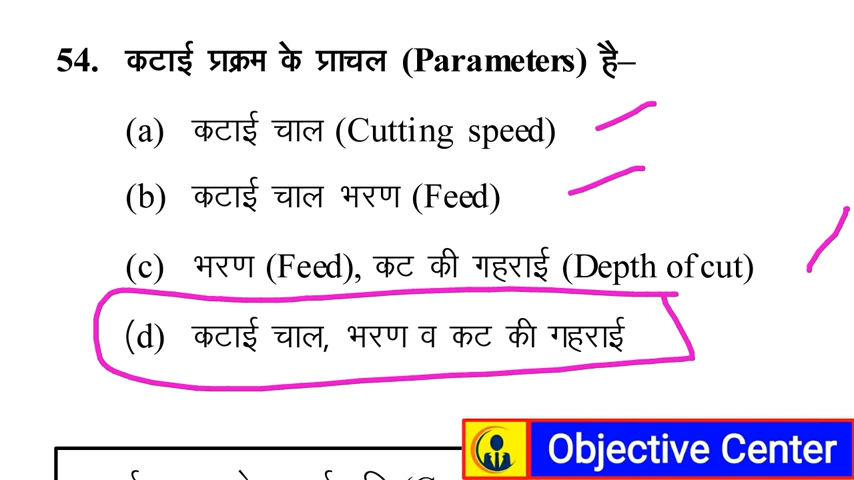 54. कटाई प्रक्रम के प्राचल (Parameters) है–
(a) कटाई चाल (Cutting speed)
(b) कटाई चाल भरण (Feed)
(c) भरण (Feed), कट की गहराई (Depth of cut)
(d) कटाई चाल, भरण व कट की गहराई
Objective Center